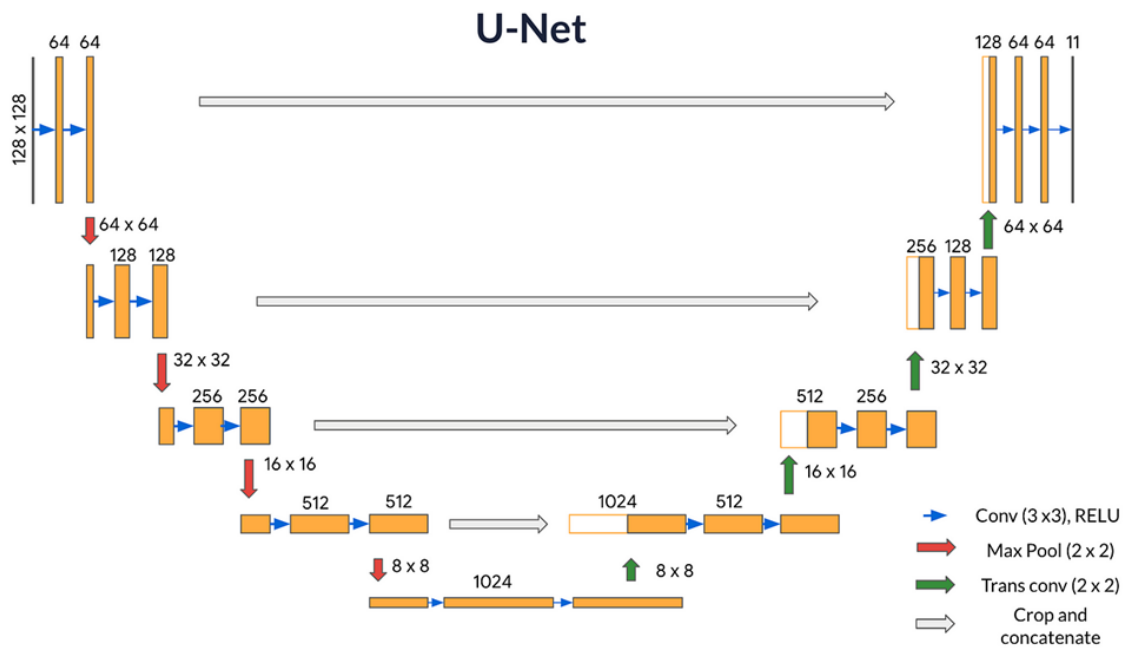 U-Net
64 64
128 64 64 11
128 x 128
64 x 64
64 x 64
128 128
256 128
32 x 32
32 x 32
256 256
512 256
16 x 16
16 x 16
512 512
1024 512
8 x 8
8 x 8
1024
Conv (3 x3), RELU
Max Pool (2 x 2)
Trans conv (2 x 2)
Crop and
concatenate